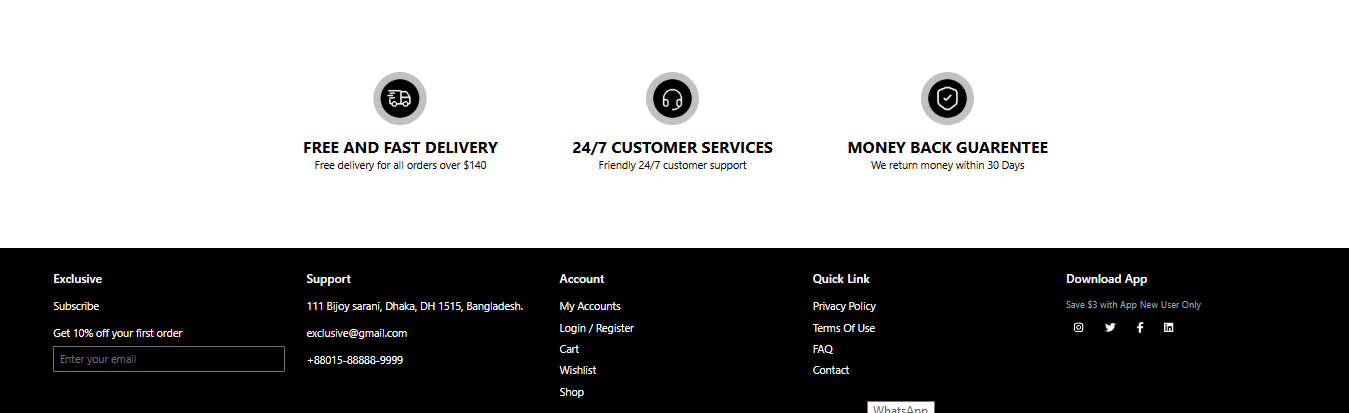 FREE AND FAST DELIVERY
Free delivery for all orders over $140
24/7 CUSTOMER SERVICES
Friendly 24/7 customer support
MONEY BACK GUARENTEE
We return money within 30 Days
Exclusive
Subscribe
Get 10% off your first order
Enter your email
Support
111 Bijoy sarani, Dhaka, DH 1515, Bangladesh.
exclusive@gmail.com
+88015-88888-9999
Account
My Accounts
Login / Register
Cart
Wishlist
Shop
Quick Link
Privacy Policy
Terms Of Use
FAQ
Contact
Download App
Save $3 with App New User Only
WhatsApp